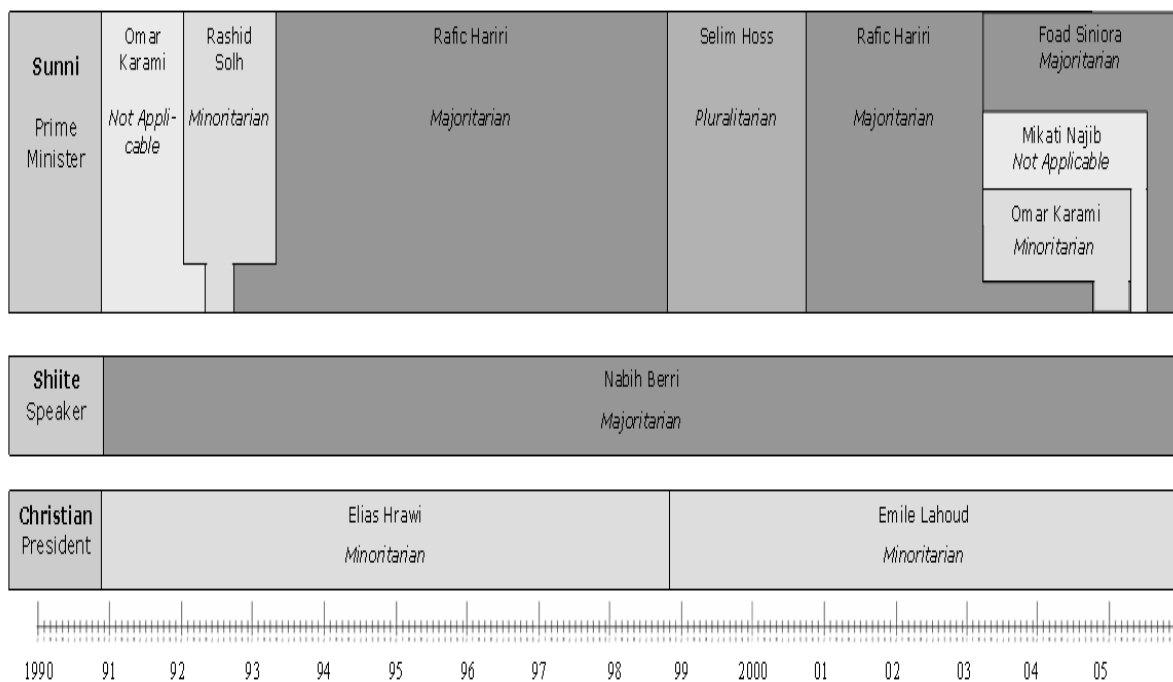 Sunni
Prime
Minister
Omar
Karami
Not Appli-
cable
Rashid
Solh
Minoritarian
Rafic Hariri
Majoritarian
Selim Hoss
Pluralitarian
Rafic Hariri
Majoritarian
Foad Siniora
Majoritarian
Mikati Najib
Not Applicable
Omar Karami
Minoritarian
Shiite
Speaker
Nabih Berri
Majoritarian
Christian
President
Elias Hrawi
Minoritarian
Emile Lahoud
Minoritarian
1990 91 92 93 94 95 96 97 98 99 2000 01 02 03 04 05